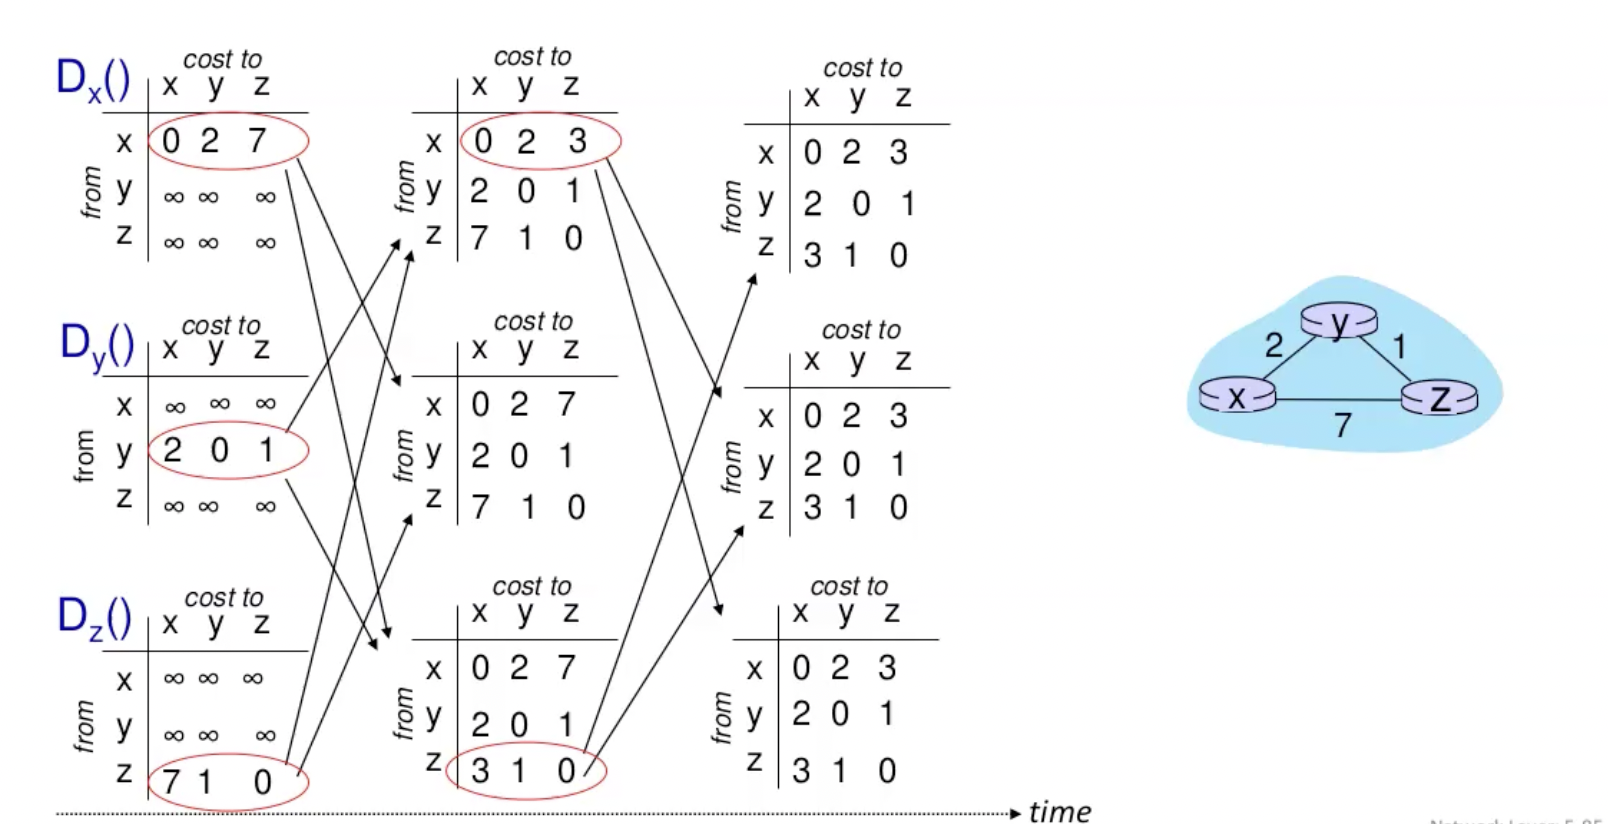 cost to cost to cost to
Dx() x y z x y z x y z
x 0 2 7 x 0 2 3 x 0 2 3
from y ∞ ∞ ∞ from y 2 0 1 from y 2 0 1
z ∞ ∞ ∞ z 7 1 0 z 3 1 0
cost to cost to cost to
Dy() x y z x y z x y z
x ∞ ∞ ∞ x 0 2 7 x 0 2 3
from y 2 0 1 from y 2 0 1 from y 2 0 1
z ∞ ∞ ∞ z 7 1 0 z 3 1 0
cost to cost to cost to
Dz() x y z x y z x y z
x ∞ ∞ ∞ x 0 2 7 x 0 2 3
from y ∞ ∞ ∞ from y 2 0 1 from y 2 0 1
z 7 1 0 z 3 1 0 z 3 1 0
time
y
2 1
x z
7